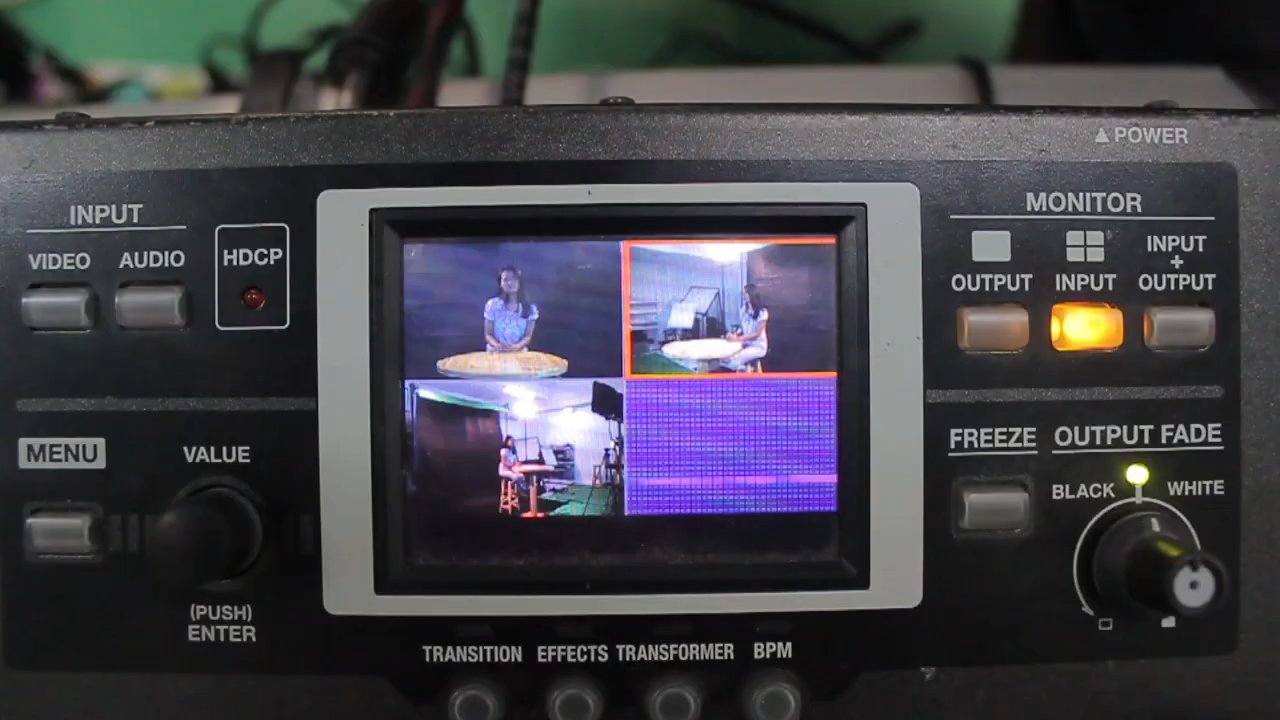 POWER
INPUT
VIDEO
AUDIO
HDCP
MONITOR
OUTPUT
INPUT
INPUT
+
OUTPUT
MENU
VALUE
(PUSH)
ENTER
FREEZE
OUTPUT FADE
BLACK
WHITE
TRANSITION
EFFECTS
TRANSFORMER
BPM